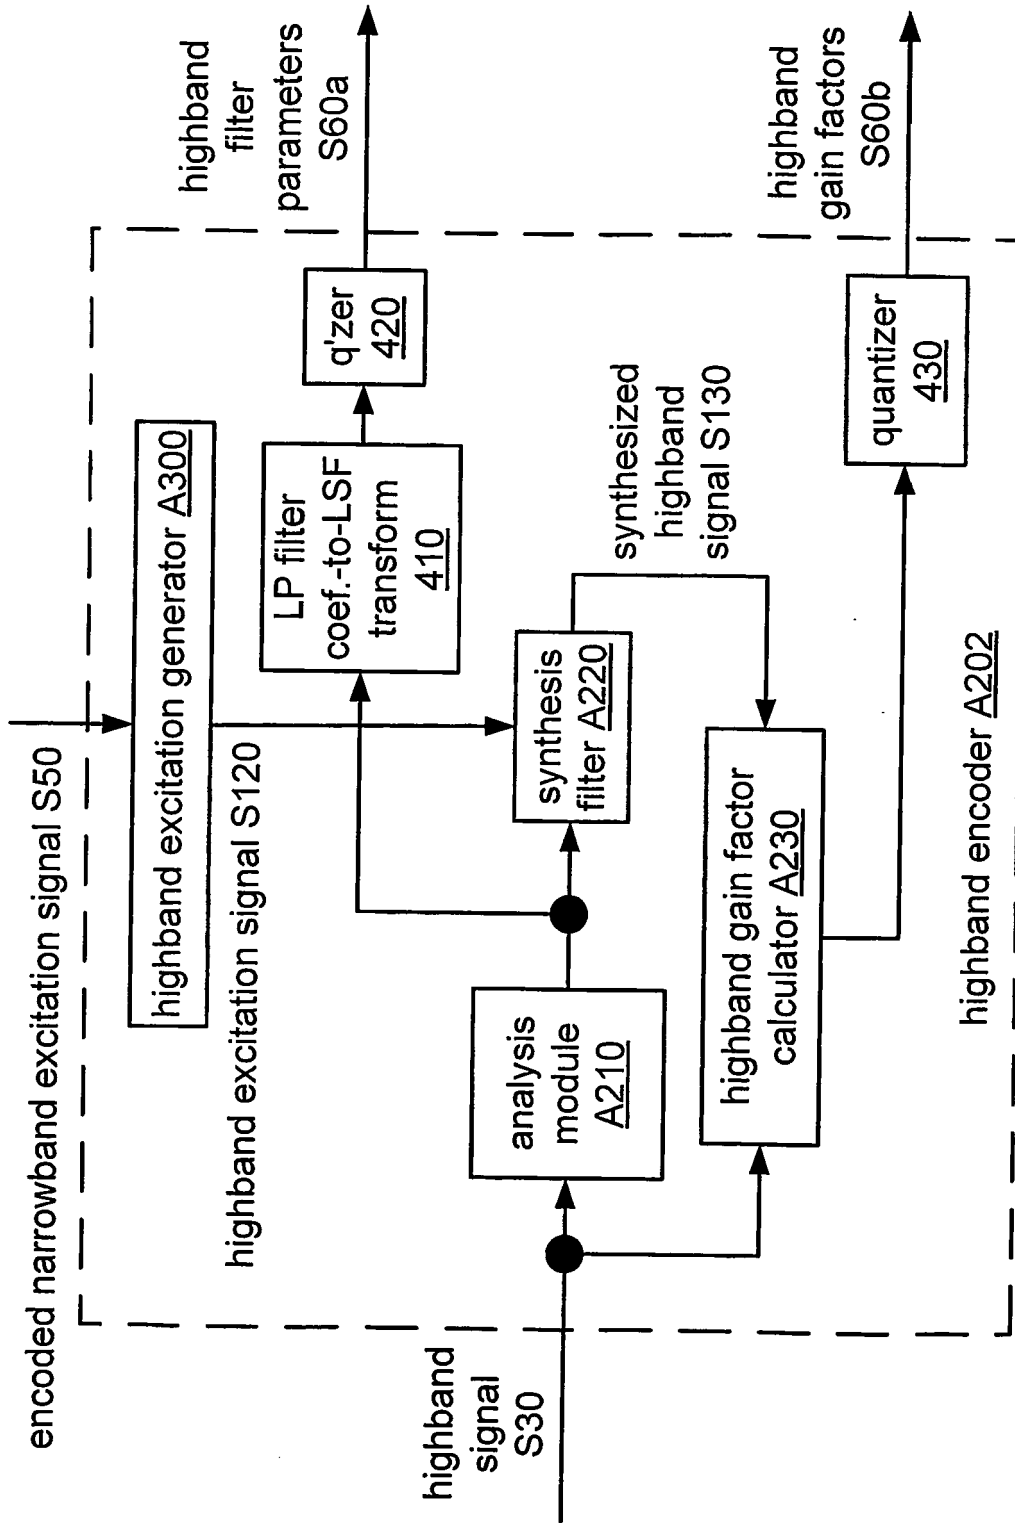 encoded narrowband excitation signal S50
highband excitation generator A300
highband excitation signal S120
LP filter
coef.-to-LSF
transform
410
q'zer
420
highband
filter
parameters
S60a
highband
signal
S30
analysis
module
A210
synthesis
filter A220
synthesized
highband
signal S130
highband gain factor
calculator A230
quantizer
430
highband
gain factors
S60b
highband encoder A202